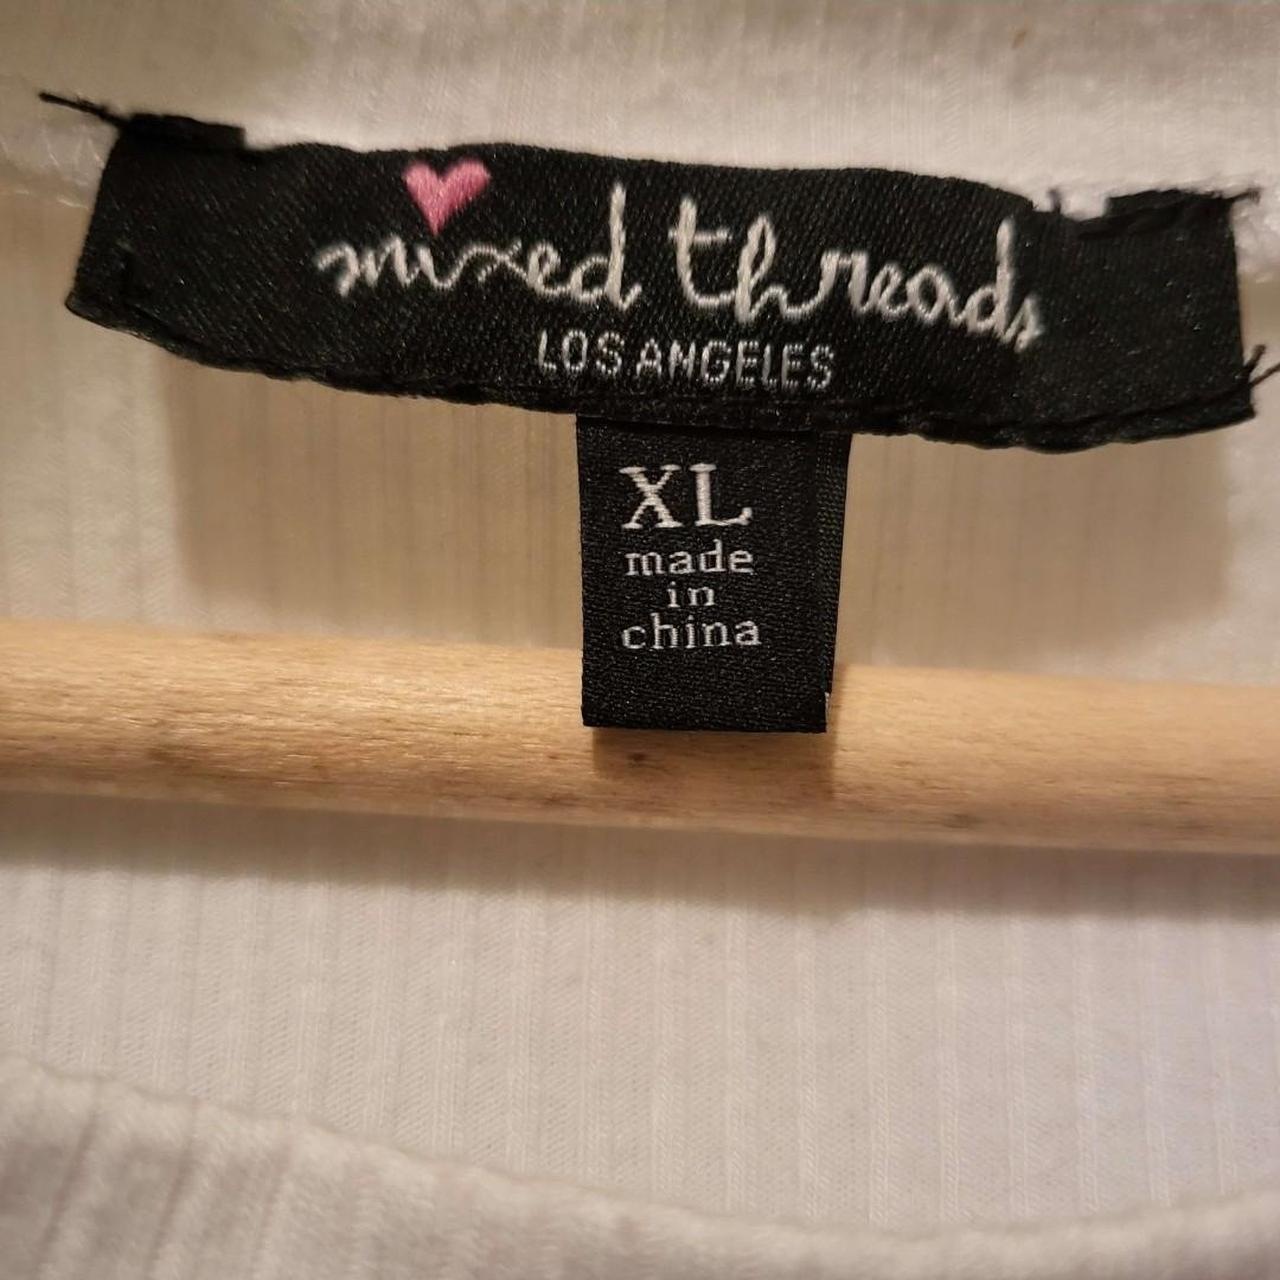 mixed threads
LOS ANGELES
XL
made
in
china